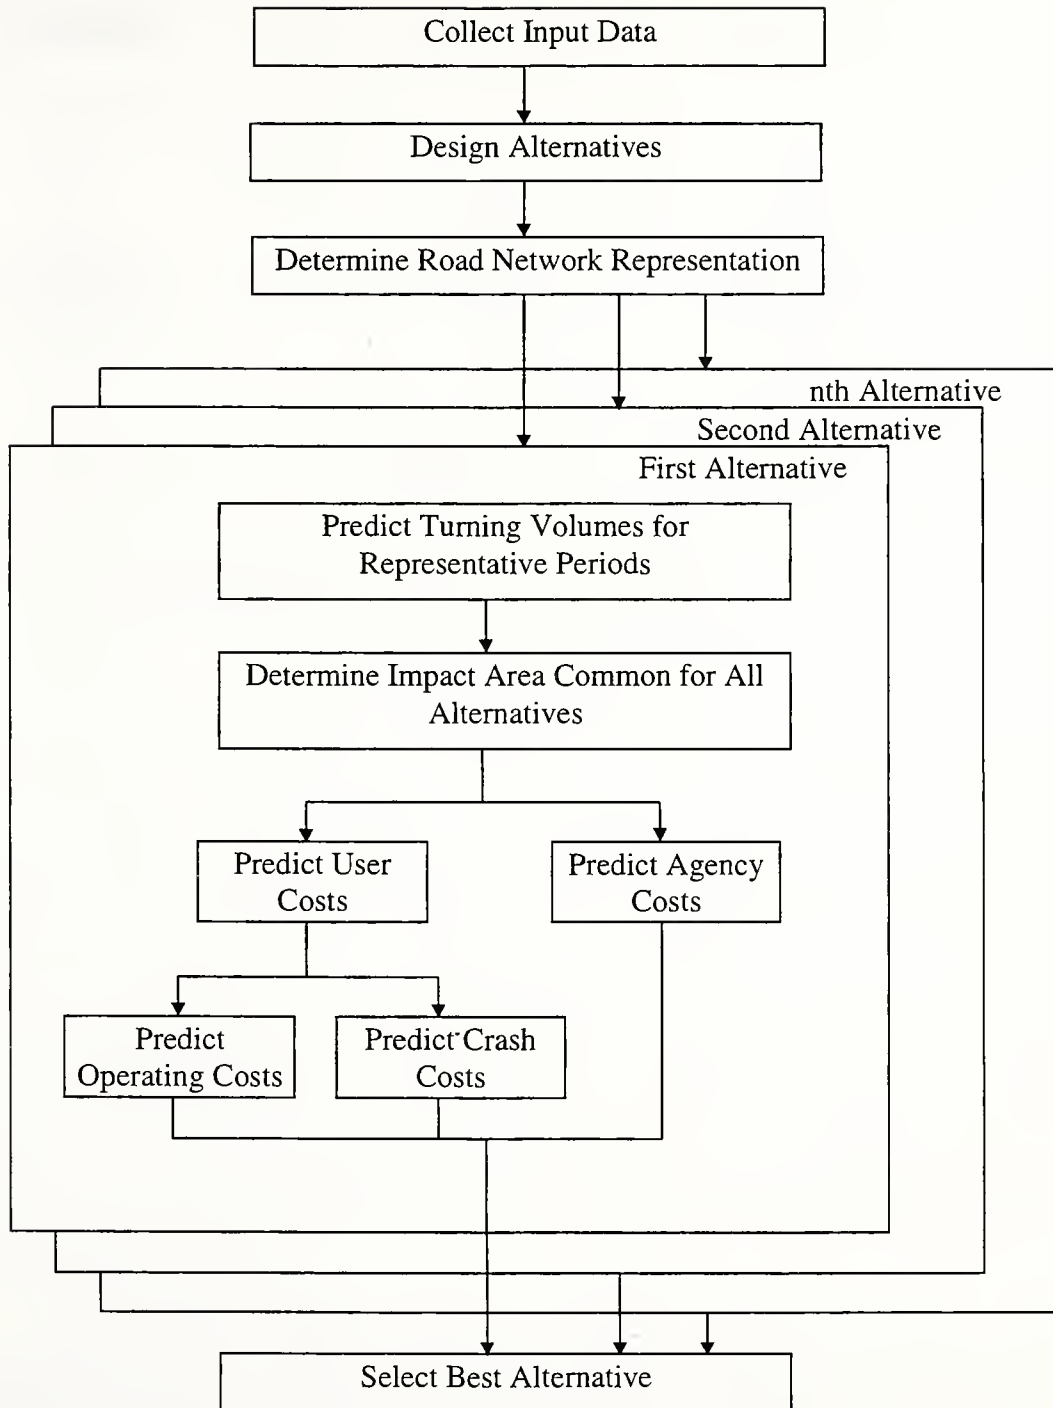 Collect Input Data
Design Alternatives
Determine Road Network Representation
nth Alternative
Second Alternative
First Alternative
Predict Turning Volumes for
Representative Periods
Determine Impact Area Common for All
Alternatives
Predict User
Costs
Predict Agency
Costs
Predict
Operating Costs
Predict Crash
Costs
Select Best Alternative